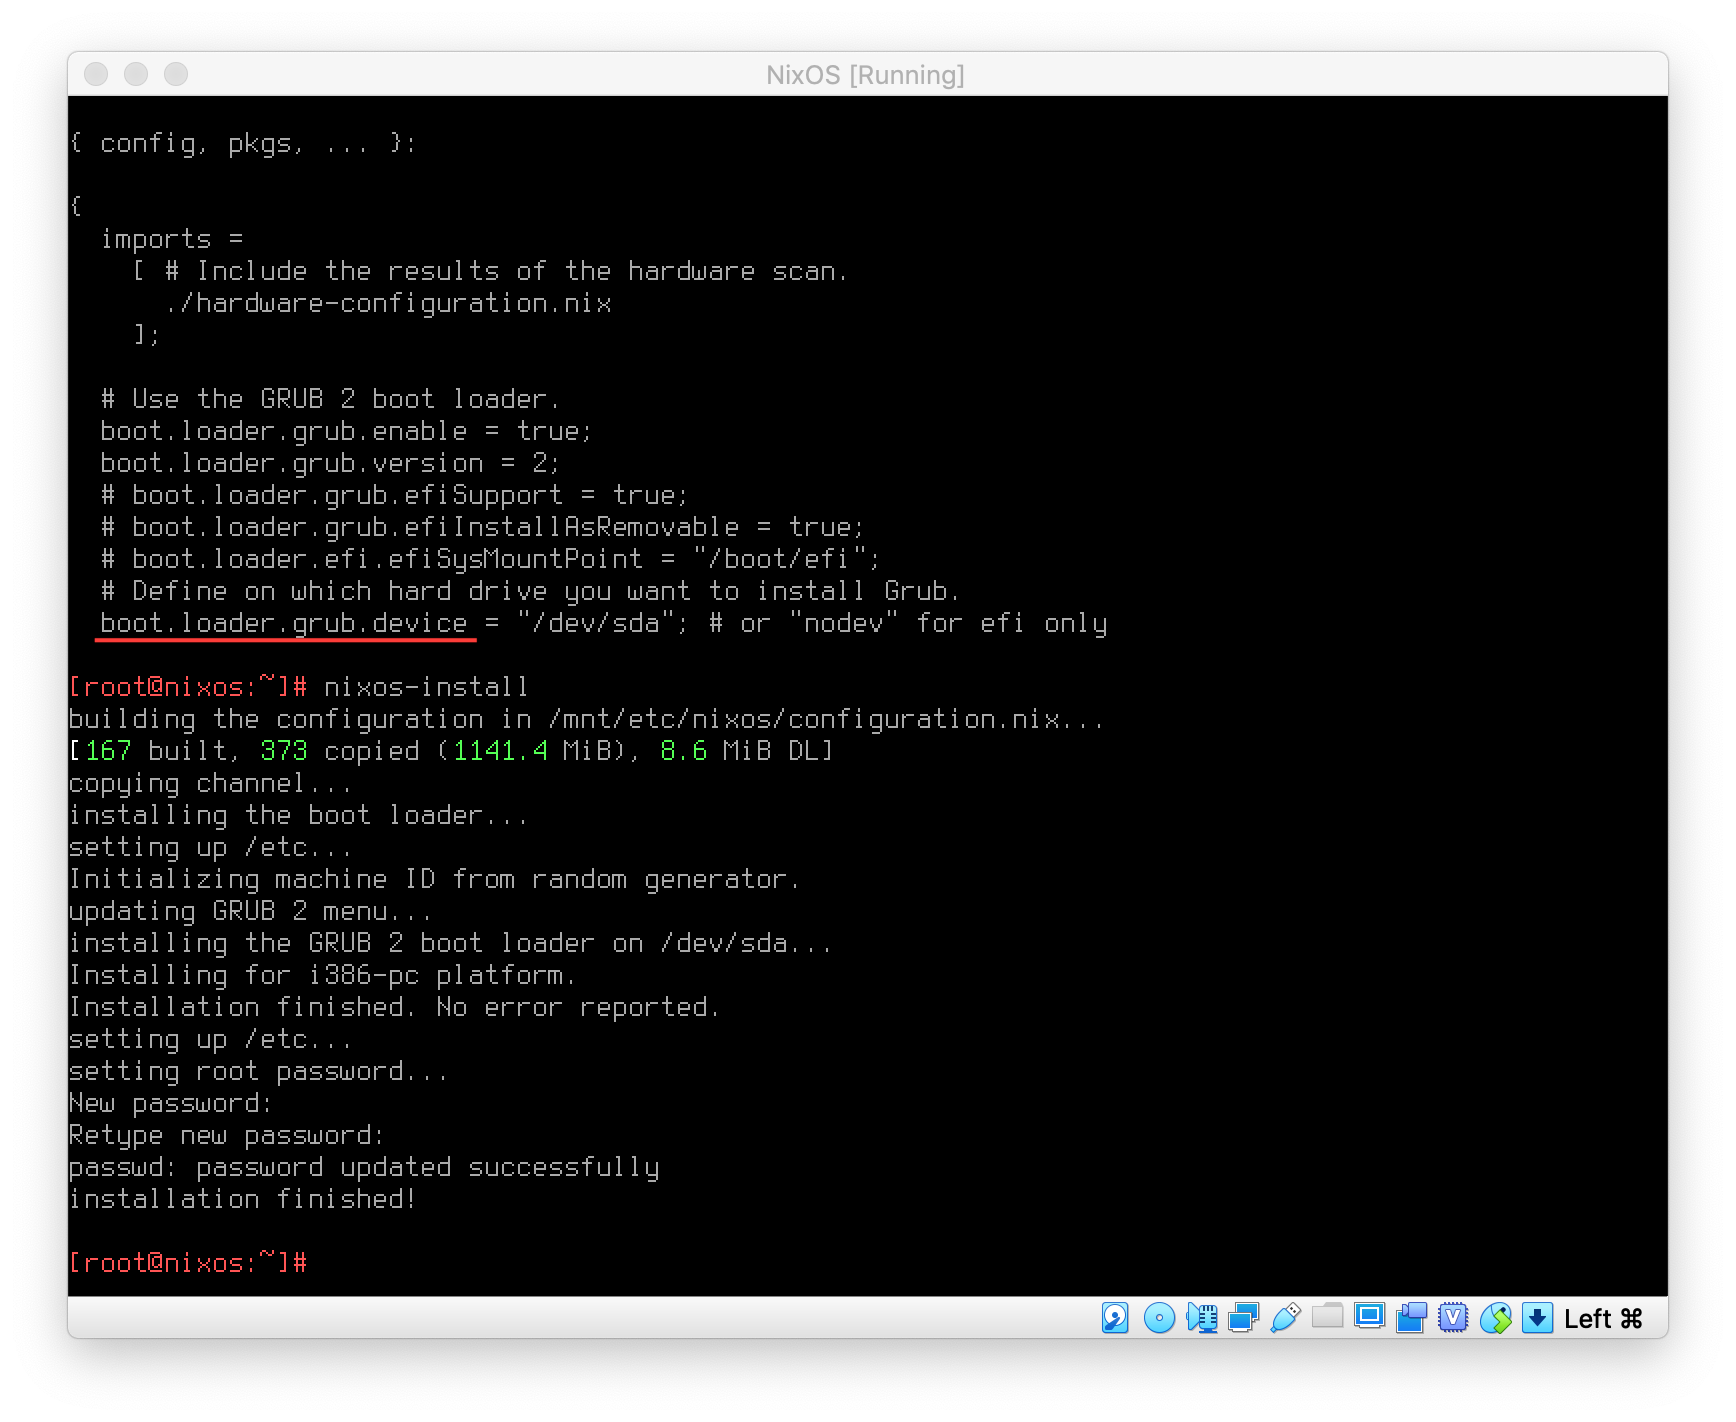 NixOS [Running]
{ config, pkgs, ... }:
{
imports =
[ # Include the results of the hardware scan.
./hardware-configuration.nix
];
# Use the GRUB 2 boot loader.
boot.loader.grub.enable = true;
boot.loader.grub.version = 2;
# boot.loader.grub.efiSupport = true;
# boot.loader.grub.efiInstallAsRemovable = true;
# boot.loader.efi.efiSysMountPoint = "/boot/efi";
# Define on which hard drive you want to install Grub.
boot.loader.grub.device = "/dev/sda"; # or "nodev" for efi only
[root@nixos:~]# nixos-install
building the configuration in /mnt/etc/nixos/configuration.nix...
[167 built, 373 copied (1141.4 MiB), 8.6 MiB DL]
copying channel...
installing the boot loader...
setting up /etc...
Initializing machine ID from random generator.
updating GRUB 2 menu...
installing the GRUB 2 boot loader on /dev/sda...
Installing for i386-pc platform.
Installation finished. No error reported.
setting up /etc...
setting root password...
New password:
Retype new password:
passwd: password updated successfully
installation finished!
[root@nixos:~]#
Left ⌘